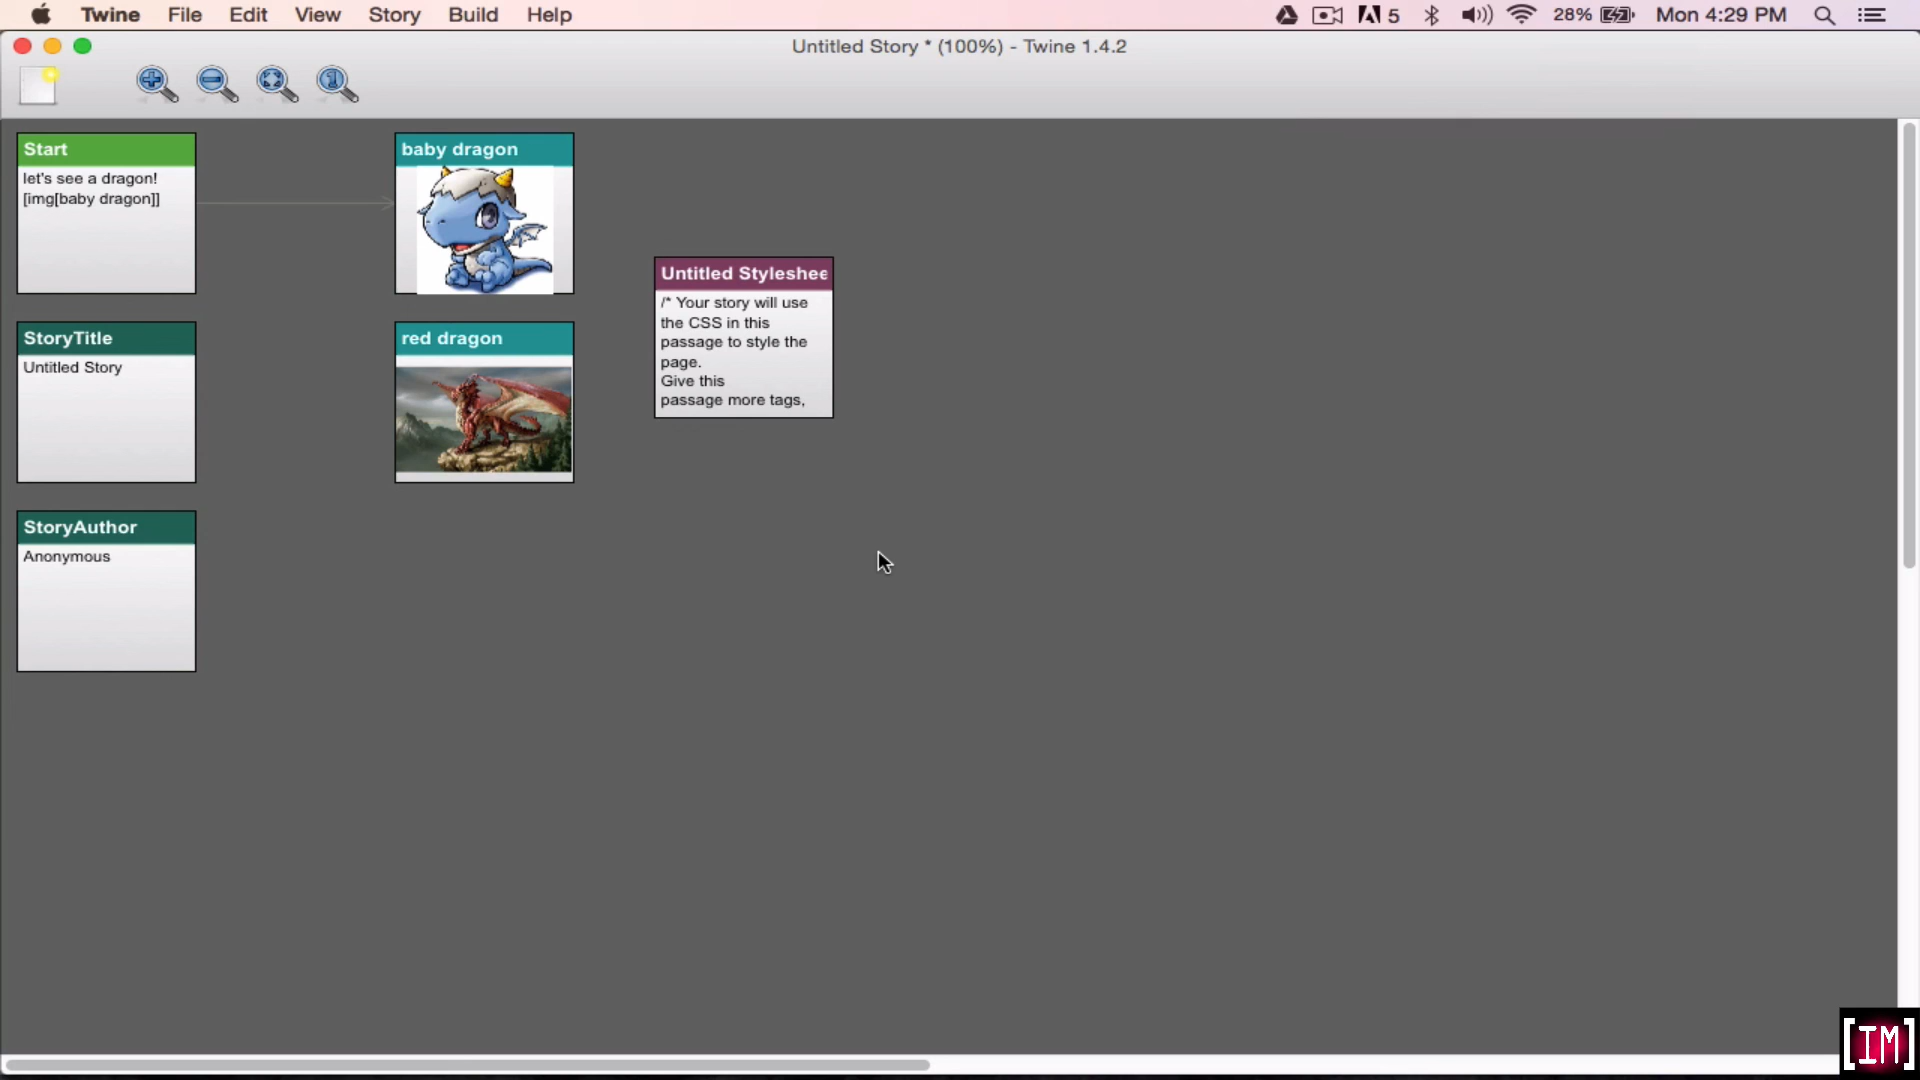 Twine File Edit View Story Build Help
5 28% Mon 4:29 PM
Untitled Story * (100%) - Twine 1.4.2
1
Start
let's see a dragon!
[img[baby dragon]]
baby dragon
Untitled Styleshee
/* Your story will use
the CSS in this
passage to style the
page.
Give this
passage more tags,
StoryTitle
Untitled Story
red dragon
StoryAuthor
Anonymous
[IM]